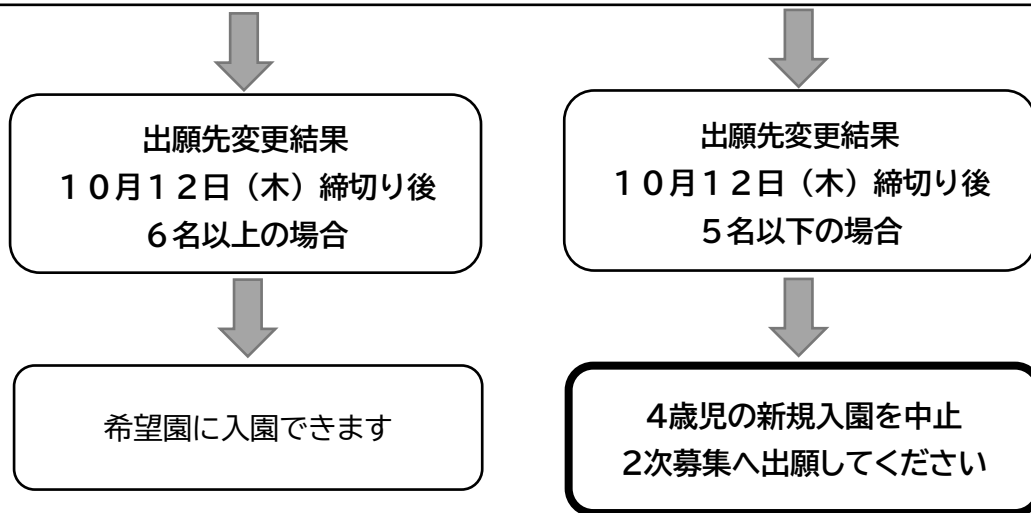 出願先変更結果
１０月１２日（木）締切り後
６名以上の場合
出願先変更結果
１０月１２日（木）締切り後
５名以下の場合
希望園に入園できます
４歳児の新規入園を中止
２次募集へ出願してください